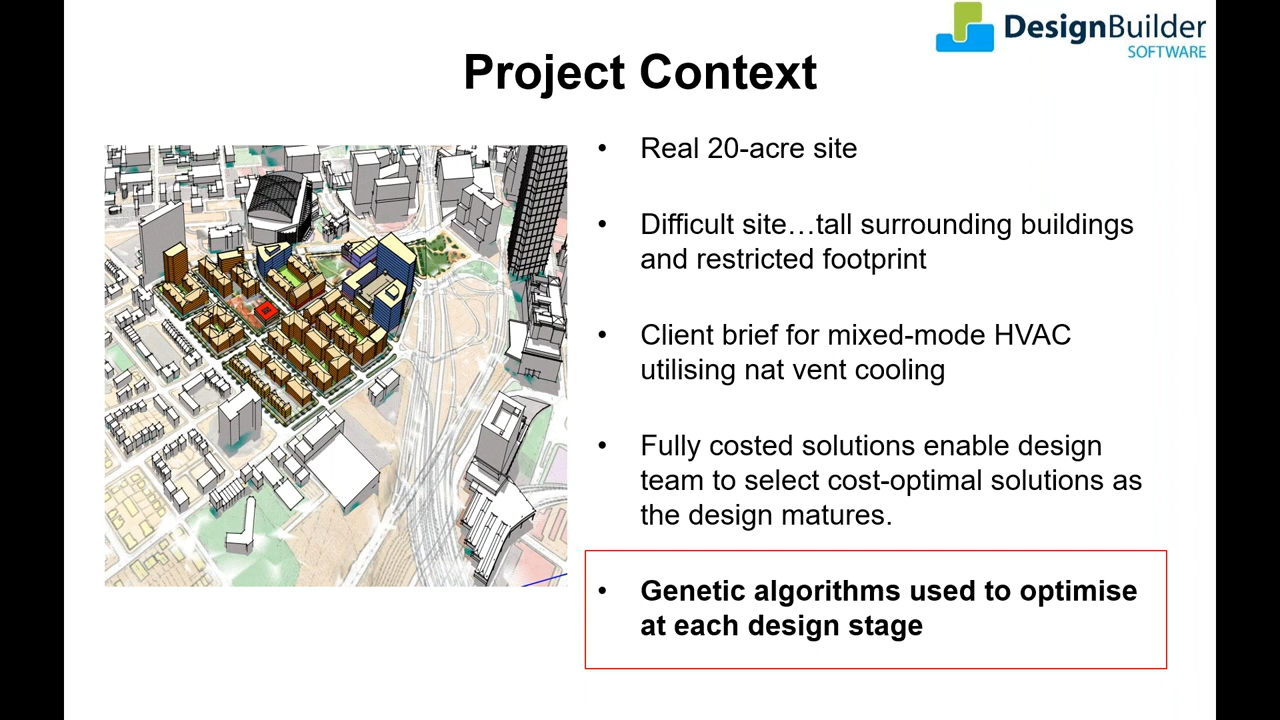 DesignBuilder
SOFTWARE
Project Context
• Real 20-acre site
• Difficult site…tall surrounding buildings
and restricted footprint
• Client brief for mixed-mode HVAC
utilising nat vent cooling
• Fully costed solutions enable design
team to select cost-optimal solutions as
the design matures.
• Genetic algorithms used to optimise
at each design stage